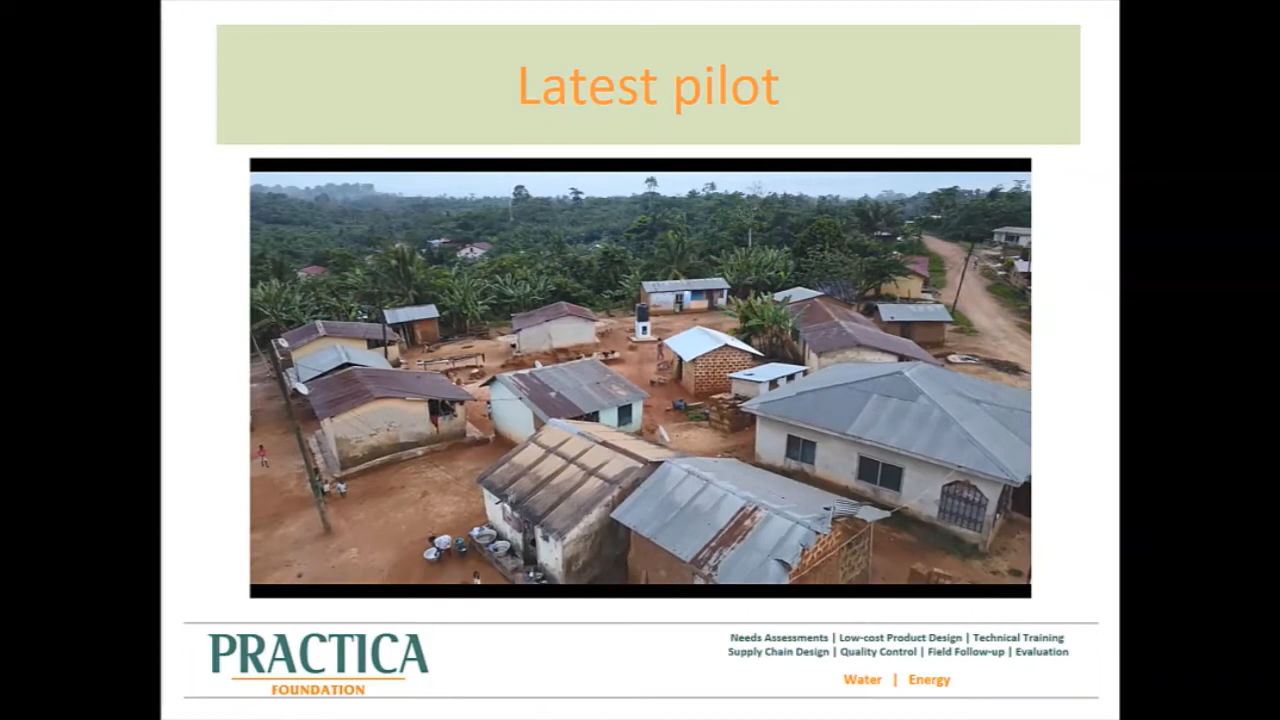 Latest pilot
PRACTICA
FOUNDATION
Needs Assessments | Low-cost Product Design | Technical Training
Supply Chain Design | Quality Control | Field Follow-up | Evaluation
Water | Energy